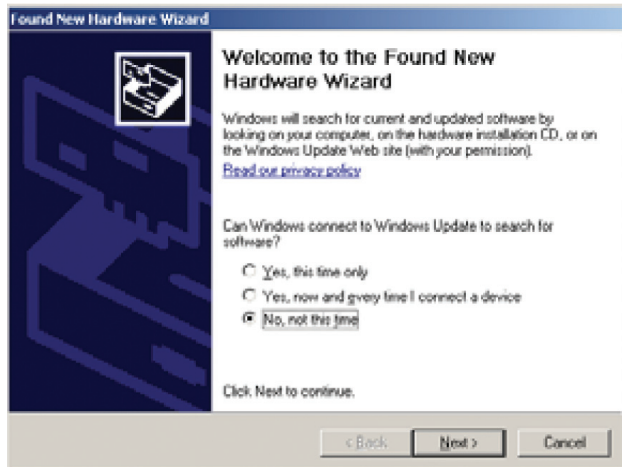 Found New Hardware Wizard
Welcome to the Found New
Hardware Wizard
Windows will search for current and updated software by
looking on your computer, on the hardware installation CD, or on
the Windows Update Web site (with your permission).
Read our privacy policy
Can Windows connect to Windows Update to search for
software?
Yes, this time only
Yes, now and every time I connect a device
No, not this time
Click Next to continue.
< Back
Next >
Cancel